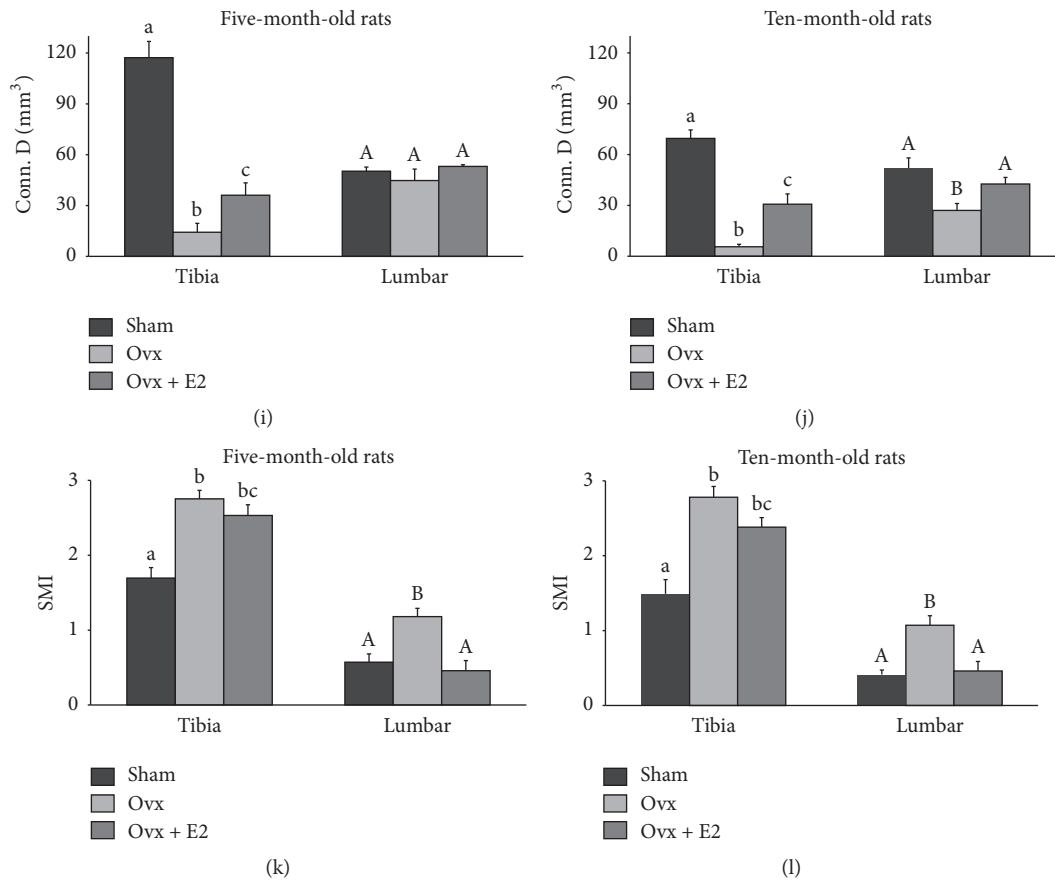 Five-month-old rats
Conn. D (mm³)
120
90
60
30
0
a
b
c
A
A
A
Tibia
Lumbar
Sham
Ovx
Ovx + E2
(i)
Ten-month-old rats
Conn. D (mm³)
120
90
60
30
0
a
b
c
A
B
A
Tibia
Lumbar
Sham
Ovx
Ovx + E2
(j)
Five-month-old rats
SMI
3
2
1
0
a
b
bc
A
B
A
Tibia
Lumbar
Sham
Ovx
Ovx + E2
(k)
Ten-month-old rats
SMI
3
2
1
0
a
b
bc
A
B
A
Tibia
Lumbar
Sham
Ovx
Ovx + E2
(l)